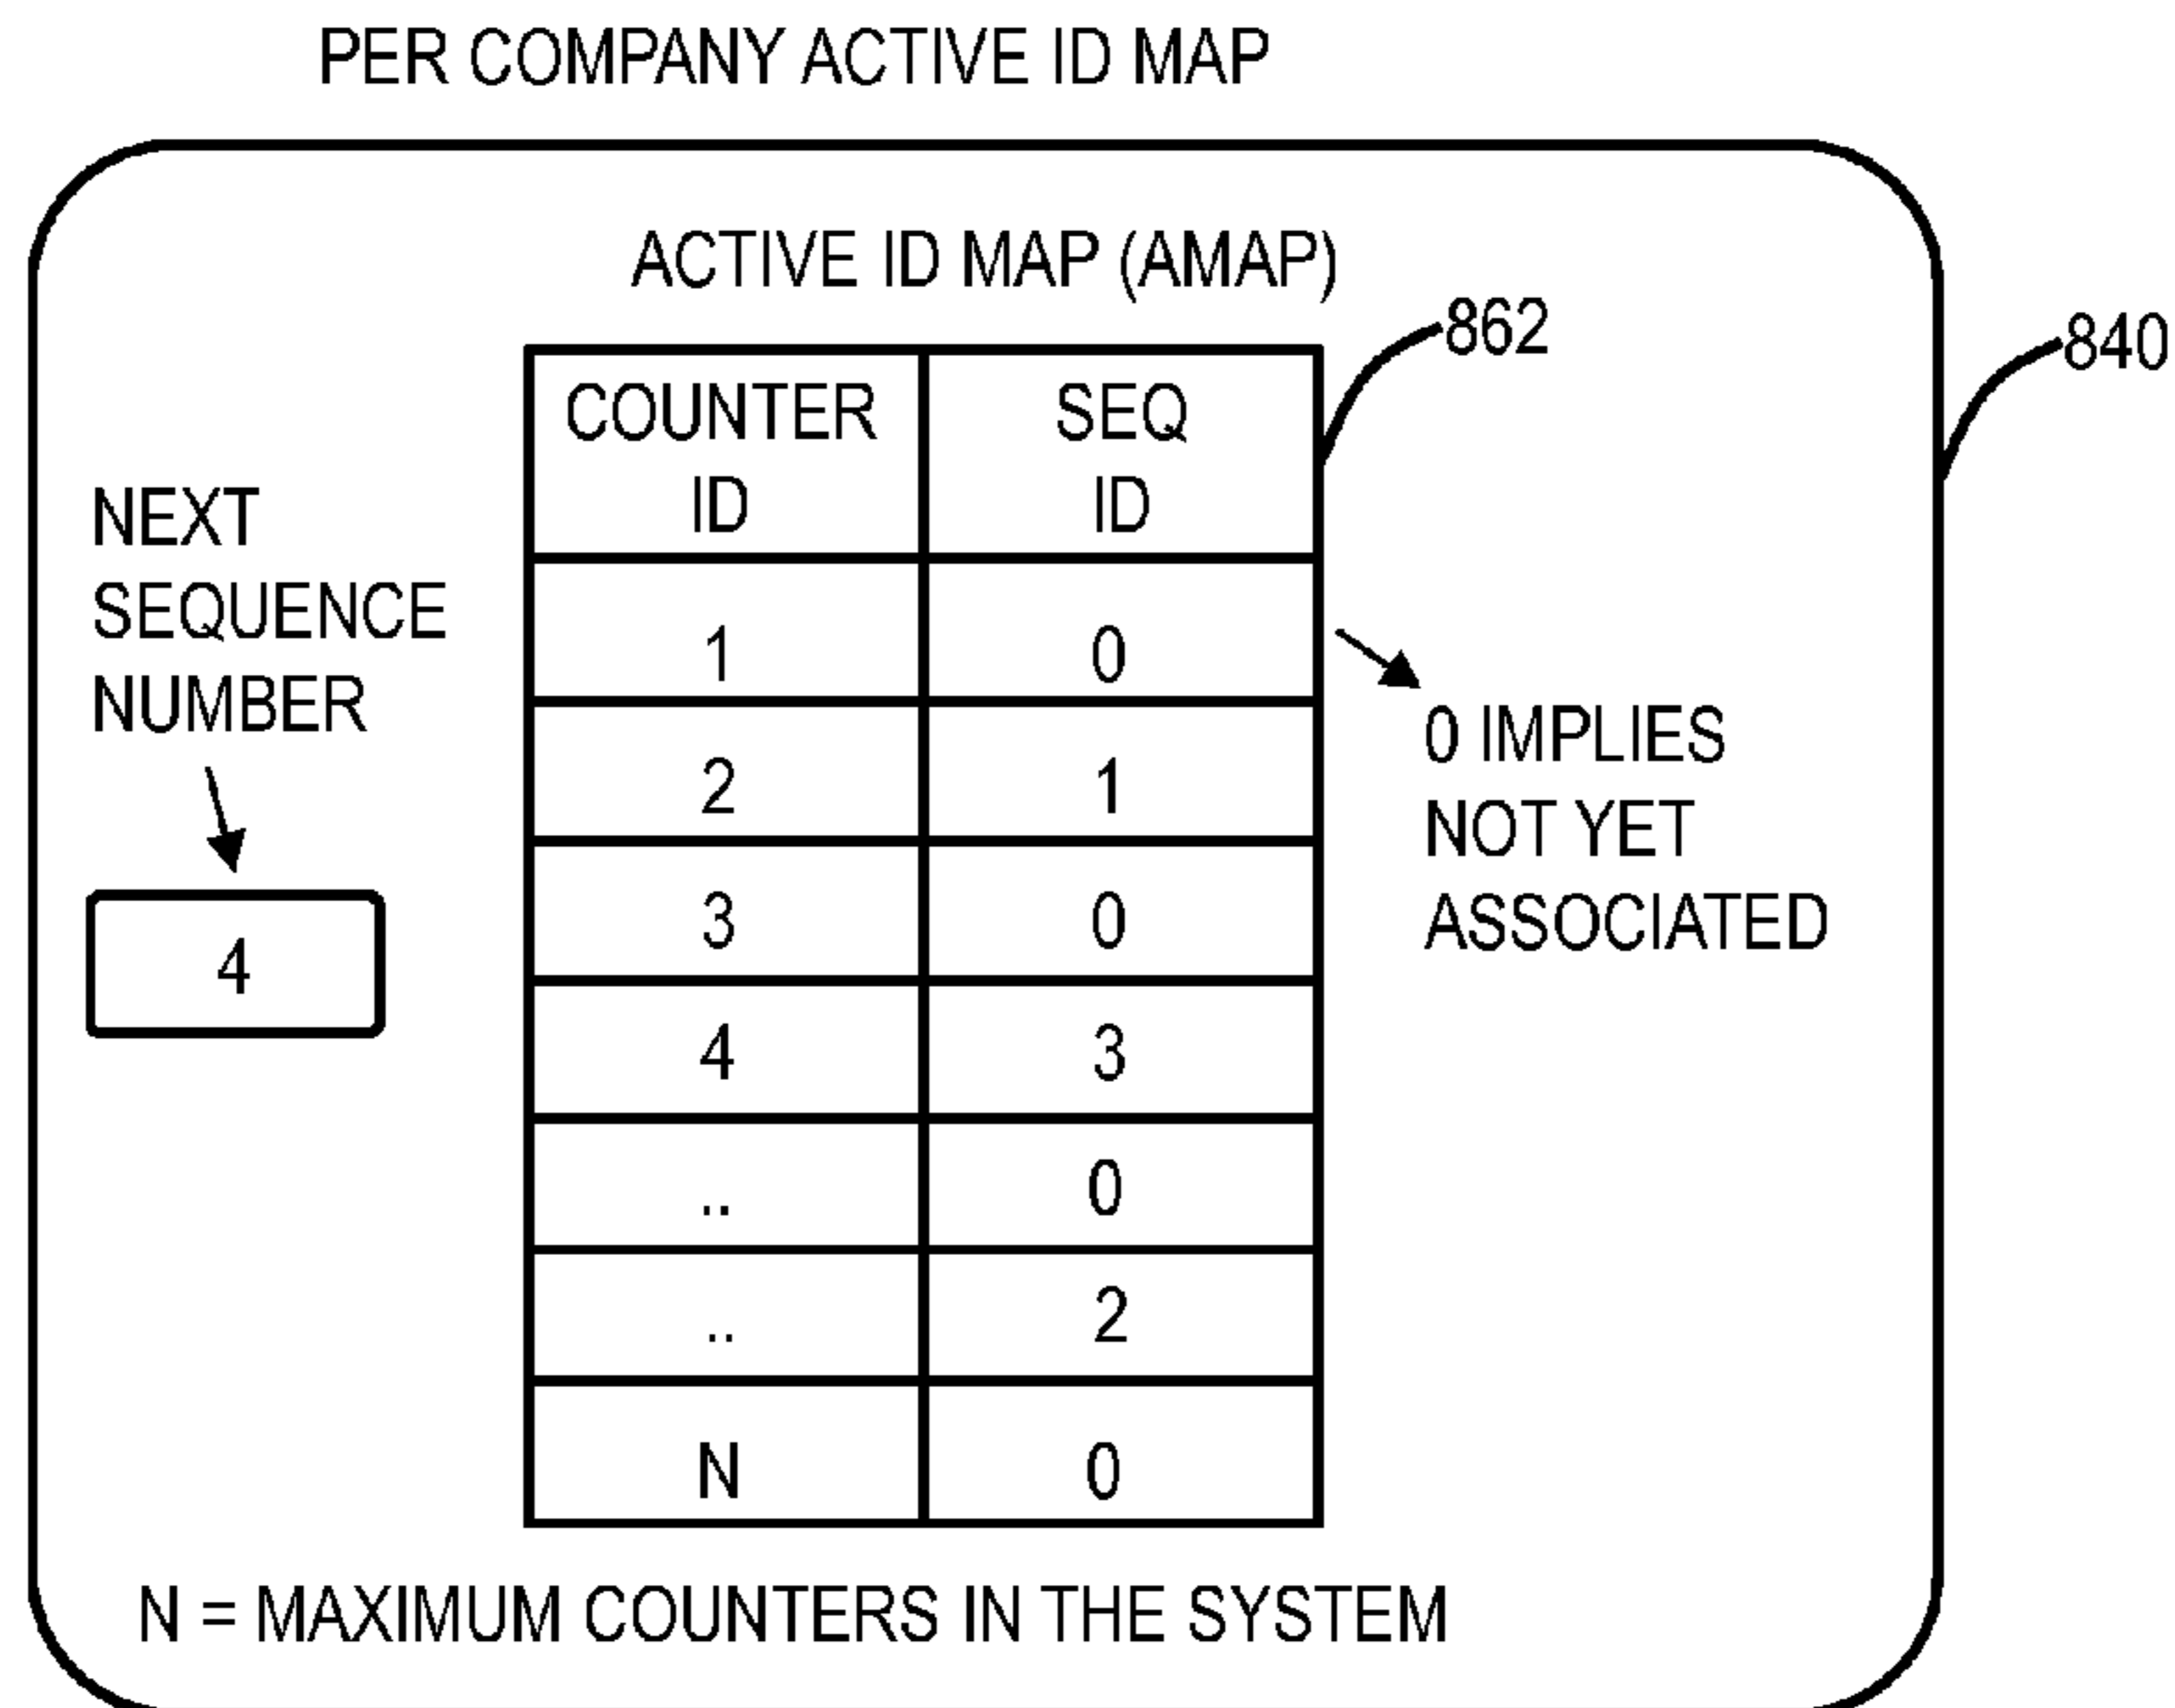 PER COMPANY ACTIVE ID MAP
ACTIVE ID MAP (AMAP)
862
840
NEXT
SEQUENCE
NUMBER
4
COUNTER ID SEQ ID
1 0
2 1
3 0
4 3
.. 0
.. 2
N 0
0 IMPLIES
NOT YET
ASSOCIATED
N = MAXIMUM COUNTERS IN THE SYSTEM